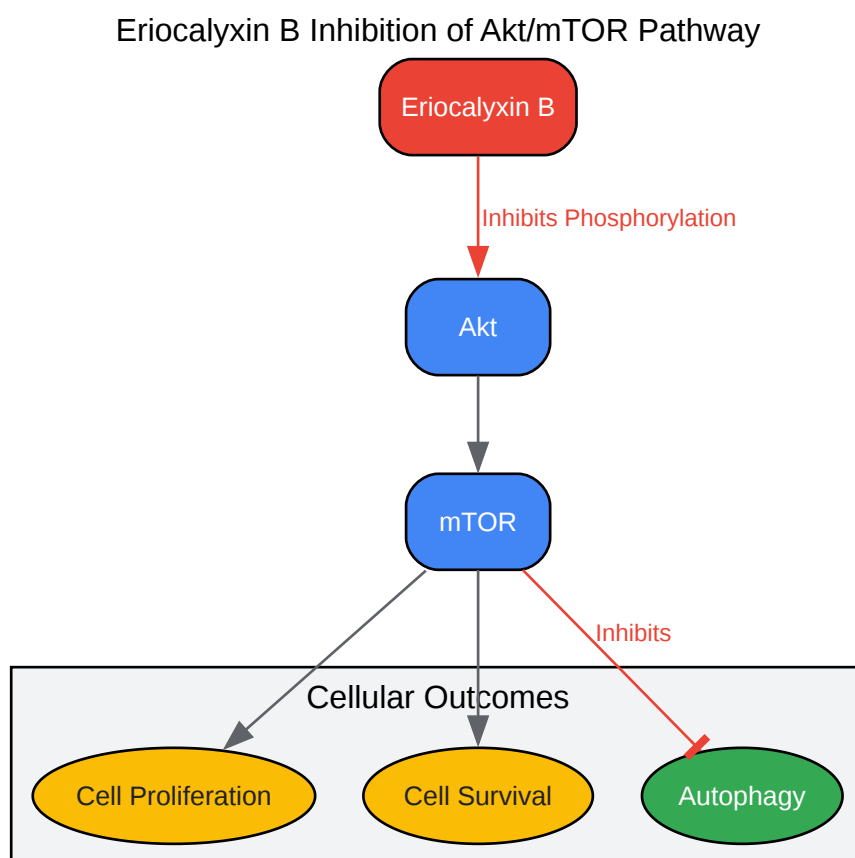 Eriocalyxin B Inhibition of Akt/mTOR Pathway
Eriocalyxin B
Inhibits Phosphorylation
Akt
mTOR
Inhibits
Cellular Outcomes
Cell Proliferation
Cell Survival
Autophagy